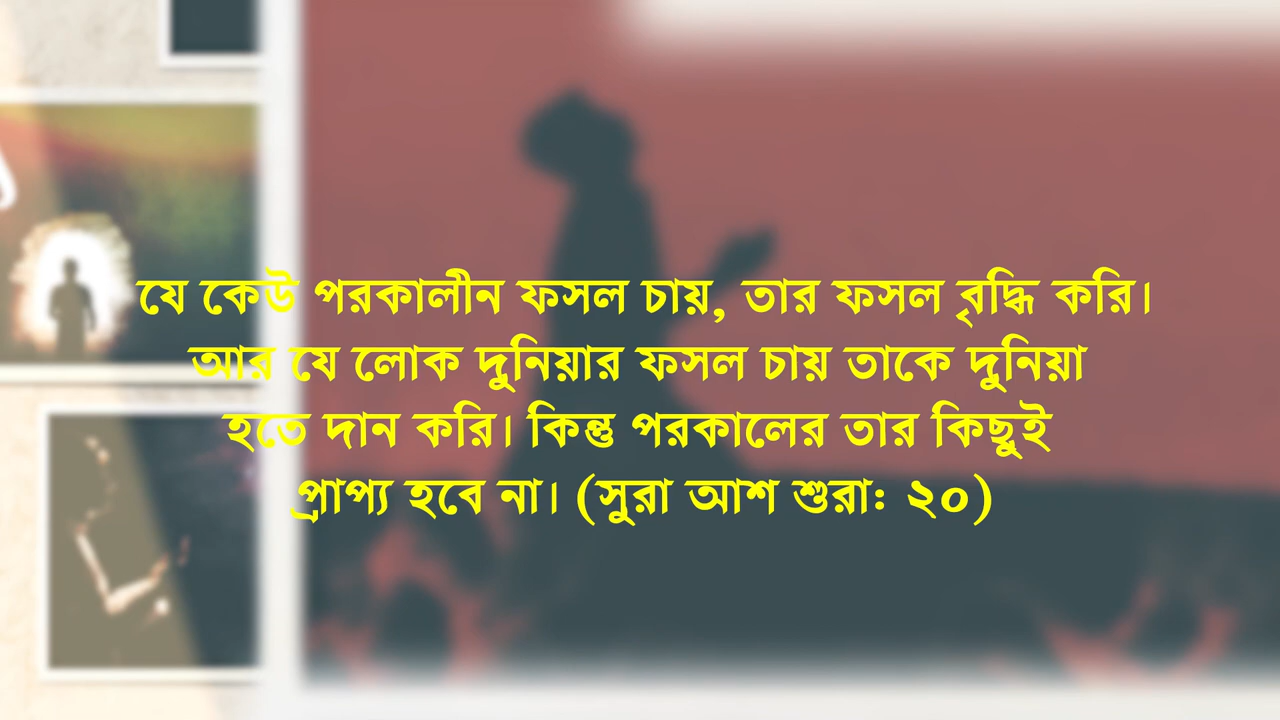 যে কেউ পরকালীন ফসল চায়, তার ফসল বৃদ্ধি করি।
আর যে লোক দুনিয়ার ফসল চায় তাকে দুনিয়া
হতে দান করি। কিন্তু পরকালের তার কিছুই
প্রাপ্য হবে না। (সুরা আশ শুরাঃ ২০)